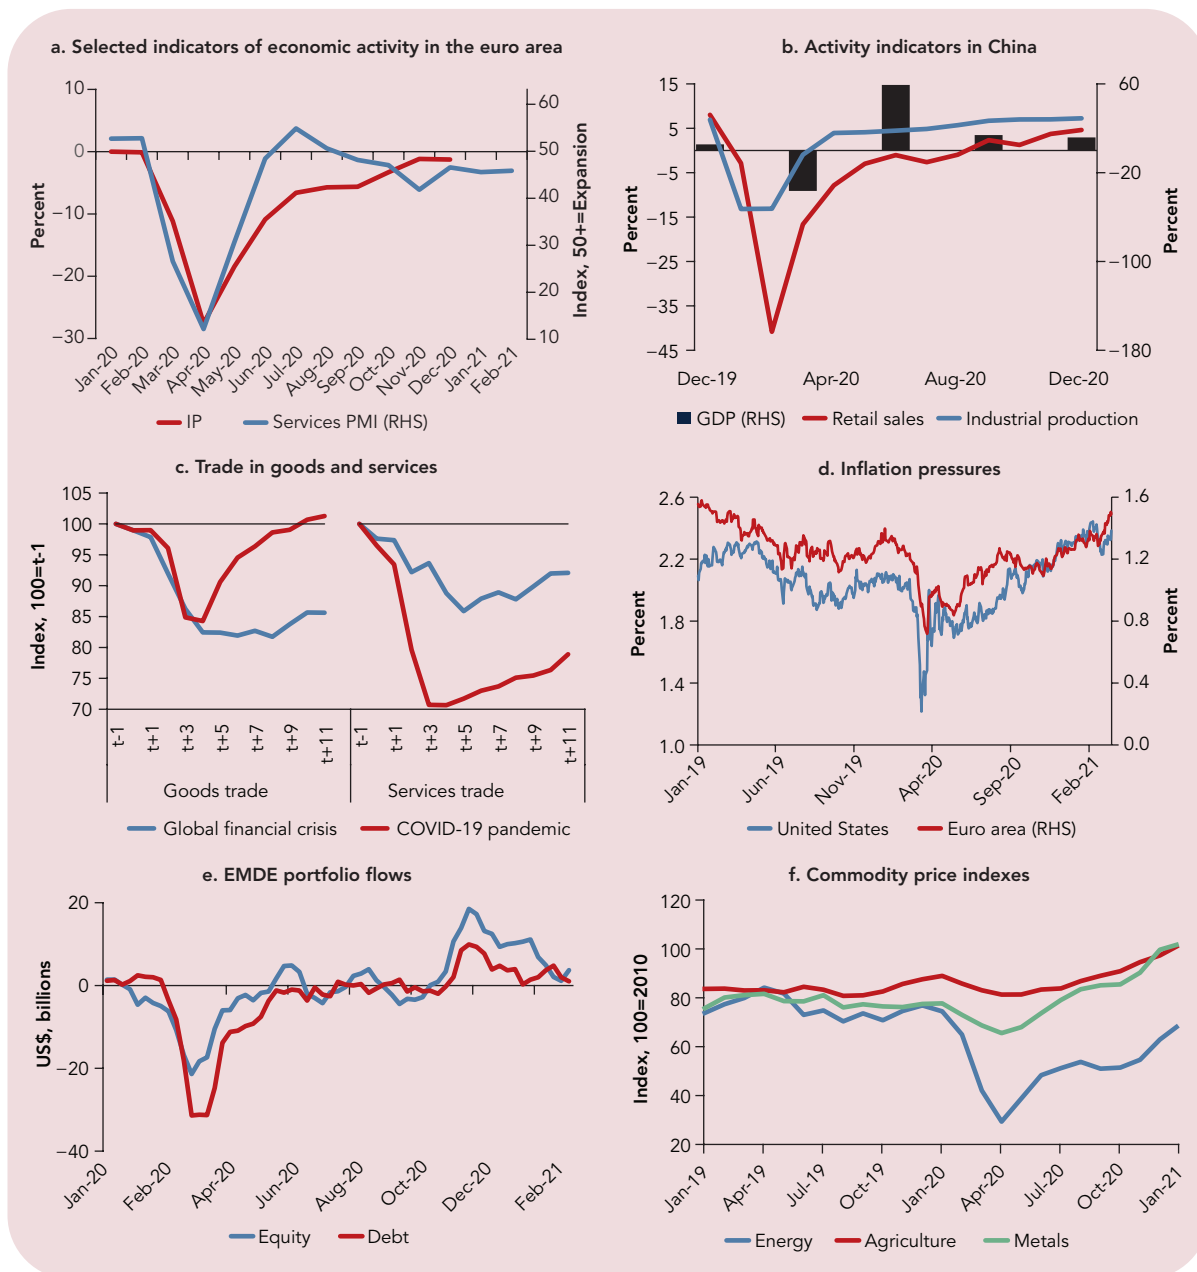 a. Selected indicators of economic activity in the euro area
10
0
−10
−20
−30
Percent
60
50
40
30
20
10
Index, 50+=Expansion
Jan-20
Feb-20
Mar-20
Apr-20
May-20
Jun-20
Jul-20
Aug-20
Sep-20
Oct-20
Nov-20
Dec-20
Jan-21
Feb-21
IP
Services PMI (RHS)
b. Activity indicators in China
15
5
−5
−15
−25
−35
−45
Percent
60
−20
−100
−180
Percent
Dec-19
Apr-20
Aug-20
Dec-20
GDP (RHS)
Retail sales
Industrial production
c. Trade in goods and services
105
100
95
90
85
80
75
70
Index, 100=t-1
t-1
t+1
t+3
t+5
t+7
t+9
t+11
t-1
t+1
t+3
t+5
t+7
t+9
t+11
Goods trade
Services trade
Global financial crisis
COVID-19 pandemic
d. Inflation pressures
2.6
2.2
1.8
1.4
1.0
Percent
1.6
1.2
0.8
0.4
0.0
Percent
Jan-19
Jun-19
Nov-19
Apr-20
Sep-20
Feb-21
United States
Euro area (RHS)
e. EMDE portfolio flows
20
0
−20
−40
US$, billions
Jan-20
Feb-20
Apr-20
Jun-20
Aug-20
Oct-20
Dec-20
Feb-21
Equity
Debt
f. Commodity price indexes
120
100
80
60
40
20
Index, 100=2010
Jan-19
Apr-19
Jul-19
Oct-19
Jan-20
Apr-20
Jul-20
Oct-20
Jan-21
Energy
Agriculture
Metals